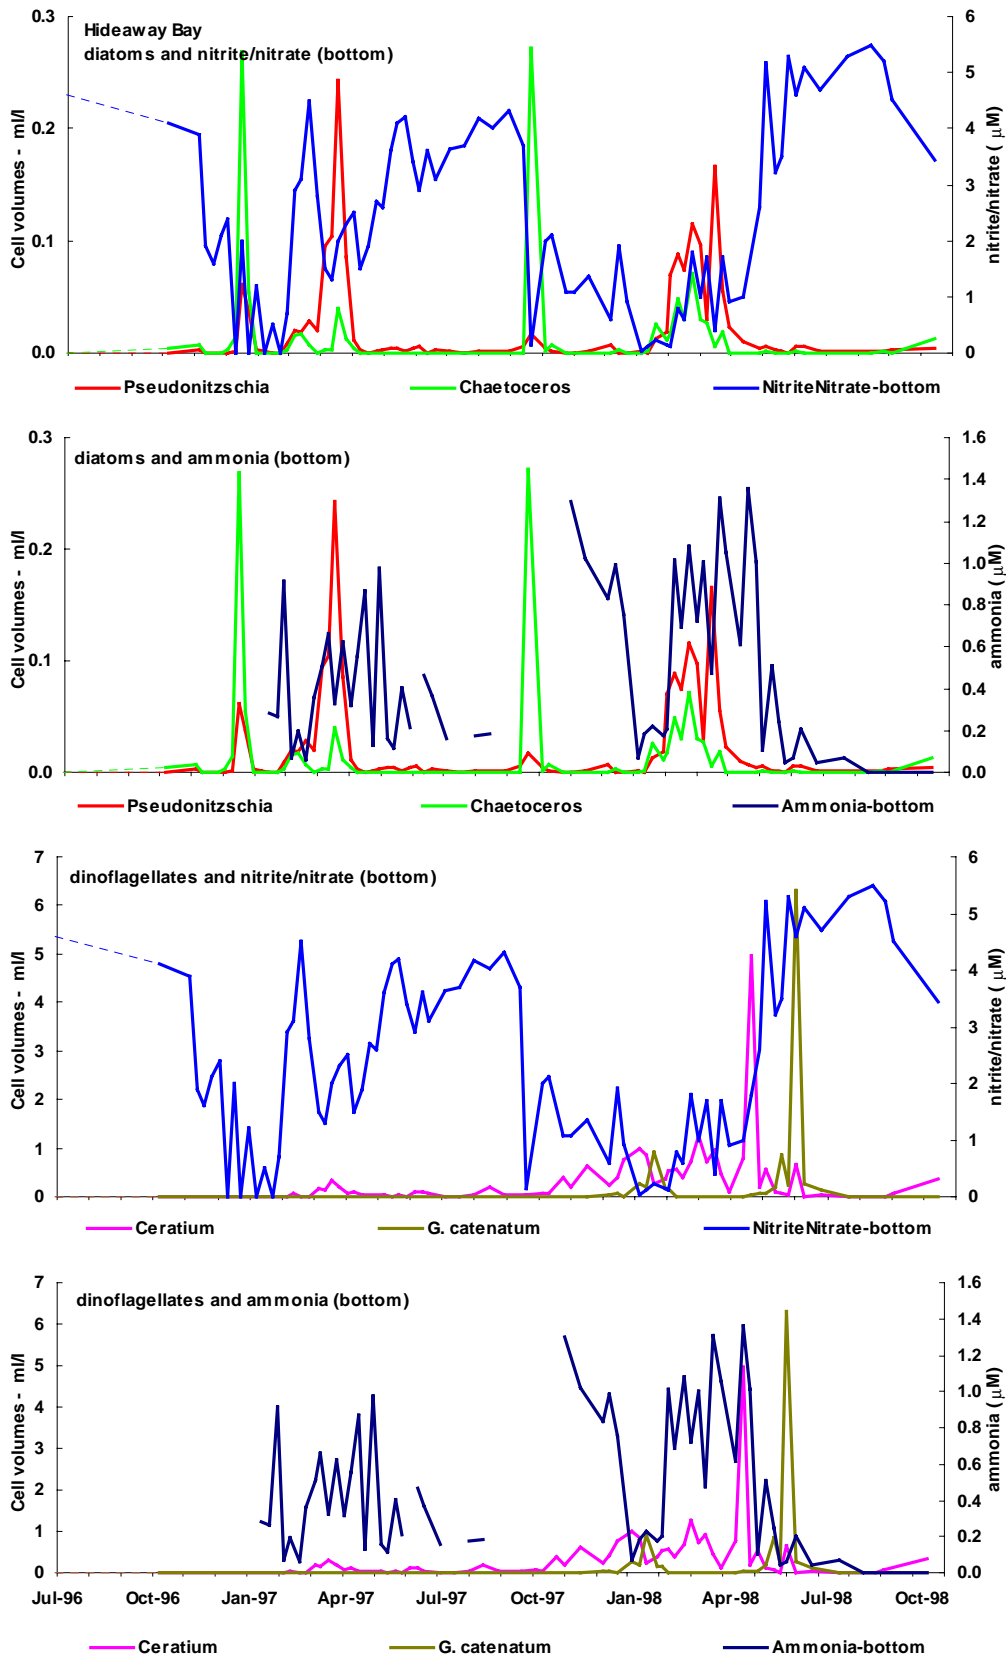 Hideaway Bay
diatoms and nitrite/nitrate (bottom)
0.3
0.2
0.1
0.0
Cell volumes - ml/l
6
5
4
3
2
1
0
nitrite/nitrate ( µM)
Pseudonitzschia
Chaetoceros
NitriteNitrate-bottom
diatoms and ammonia (bottom)
0.3
0.2
0.1
0.0
Cell volumes - ml/l
1.6
1.4
1.2
1.0
0.8
0.6
0.4
0.2
0.0
ammonia ( µM)
Pseudonitzschia
Chaetoceros
Ammonia-bottom
dinoflagellates and nitrite/nitrate (bottom)
7
6
5
4
3
2
1
0
Cell volumes - ml/l
6
5
4
3
2
1
0
nitrite/nitrate ( µM)
Ceratium
G. catenatum
NitriteNitrate-bottom
dinoflagellates and ammonia (bottom)
7
6
5
4
3
2
1
0
Cell volumes - ml/l
1.6
1.4
1.2
1.0
0.8
0.6
0.4
0.2
0.0
ammonia ( µM)
Jul-96 Oct-96 Jan-97 Apr-97 Jul-97 Oct-97 Jan-98 Apr-98 Jul-98 Oct-98
Ceratium
G. catenatum
Ammonia-bottom